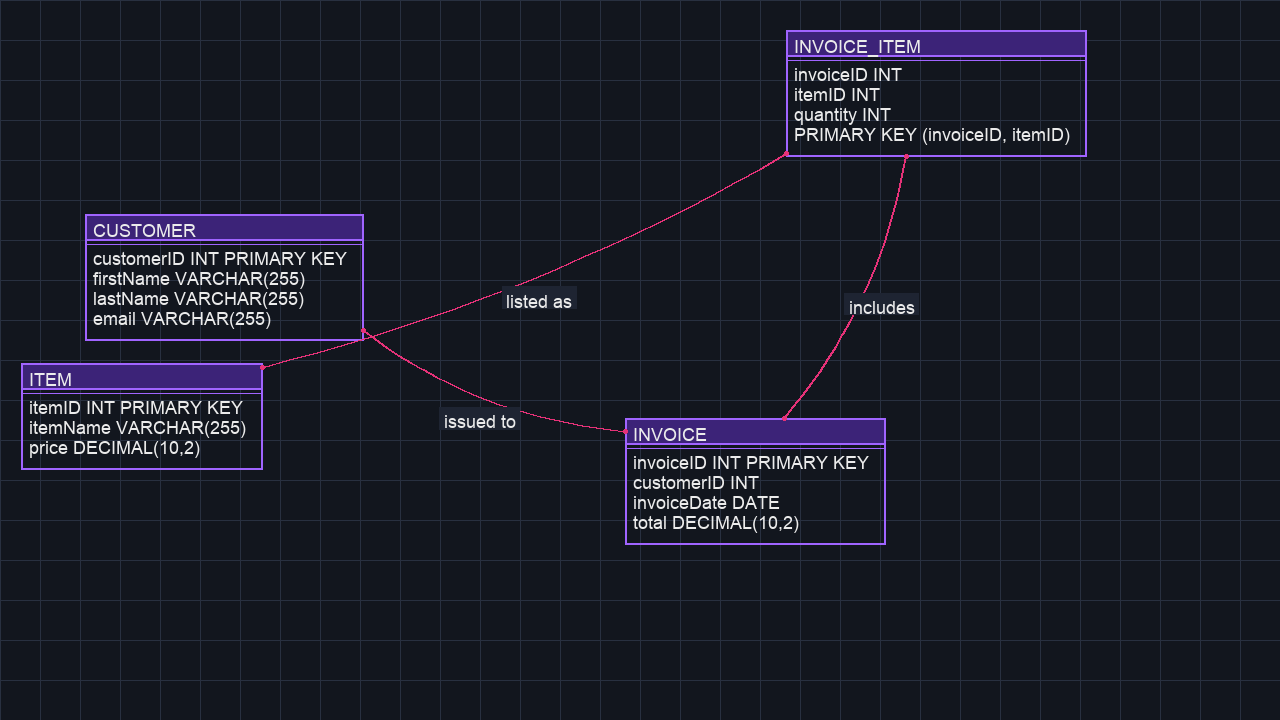 INVOICE_ITEM
invoiceID INT
itemID INT
quantity INT
PRIMARY KEY (invoiceID, itemID)
CUSTOMER
customerID INT PRIMARY KEY
firstName VARCHAR(255)
lastName VARCHAR(255)
email VARCHAR(255)
listed as
includes
ITEM
itemID INT PRIMARY KEY
itemName VARCHAR(255)
price DECIMAL(10,2)
issued to
INVOICE
invoiceID INT PRIMARY KEY
customerID INT
invoiceDate DATE
total DECIMAL(10,2)